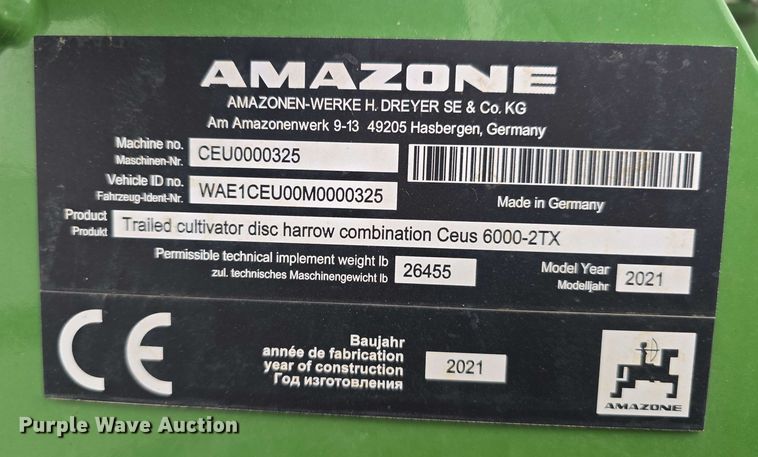 AMAZONE
AMAZONEN-WERKE H. DREYER SE & Co. KG
Am Amazonenwerk 9-13 49205 Hasbergen, Germany
Machine no.
Maschinen-Nr.
CEU0000325
Vehicle ID no.
Fahrzeug-Ident-Nr.
WAE1CEU00M0000325
Made in Germany
Product
Produkt
Trailed cultivator disc harrow combination Ceus 6000-2TX
Permissible technical implement weight lb
zul. technisches Maschinengewicht lb
26455
Model Year
Modelljahr
2021
CE
Baujahr
année de fabrication
year of construction
Год изготовления
2021
AMAZONE
Purple Wave Auction